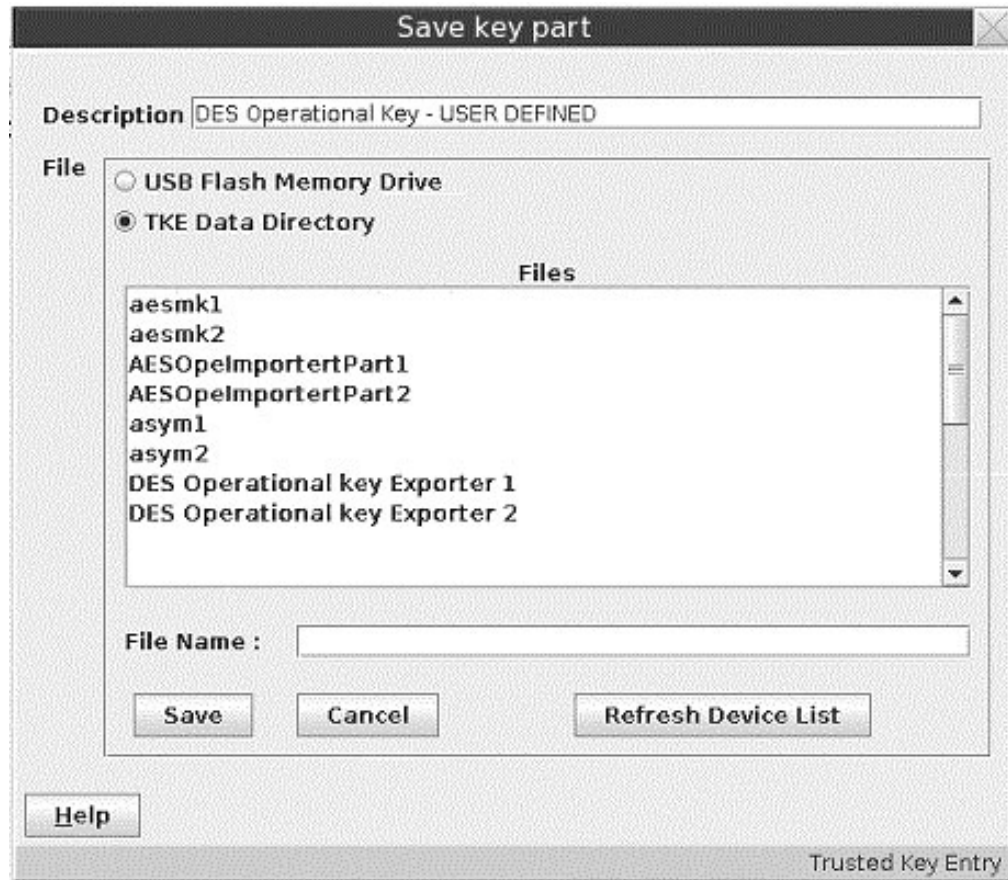 Save key part
Description DES Operational Key - USER DEFINED
File
USB Flash Memory Drive
TKE Data Directory
Files
aesmk1
aesmk2
AESOpeImportertPart1
AESOpeImportertPart2
asym1
asym2
DES Operational key Exporter 1
DES Operational key Exporter 2
File Name :
Save Cancel Refresh Device List
Help
Trusted Key Entry